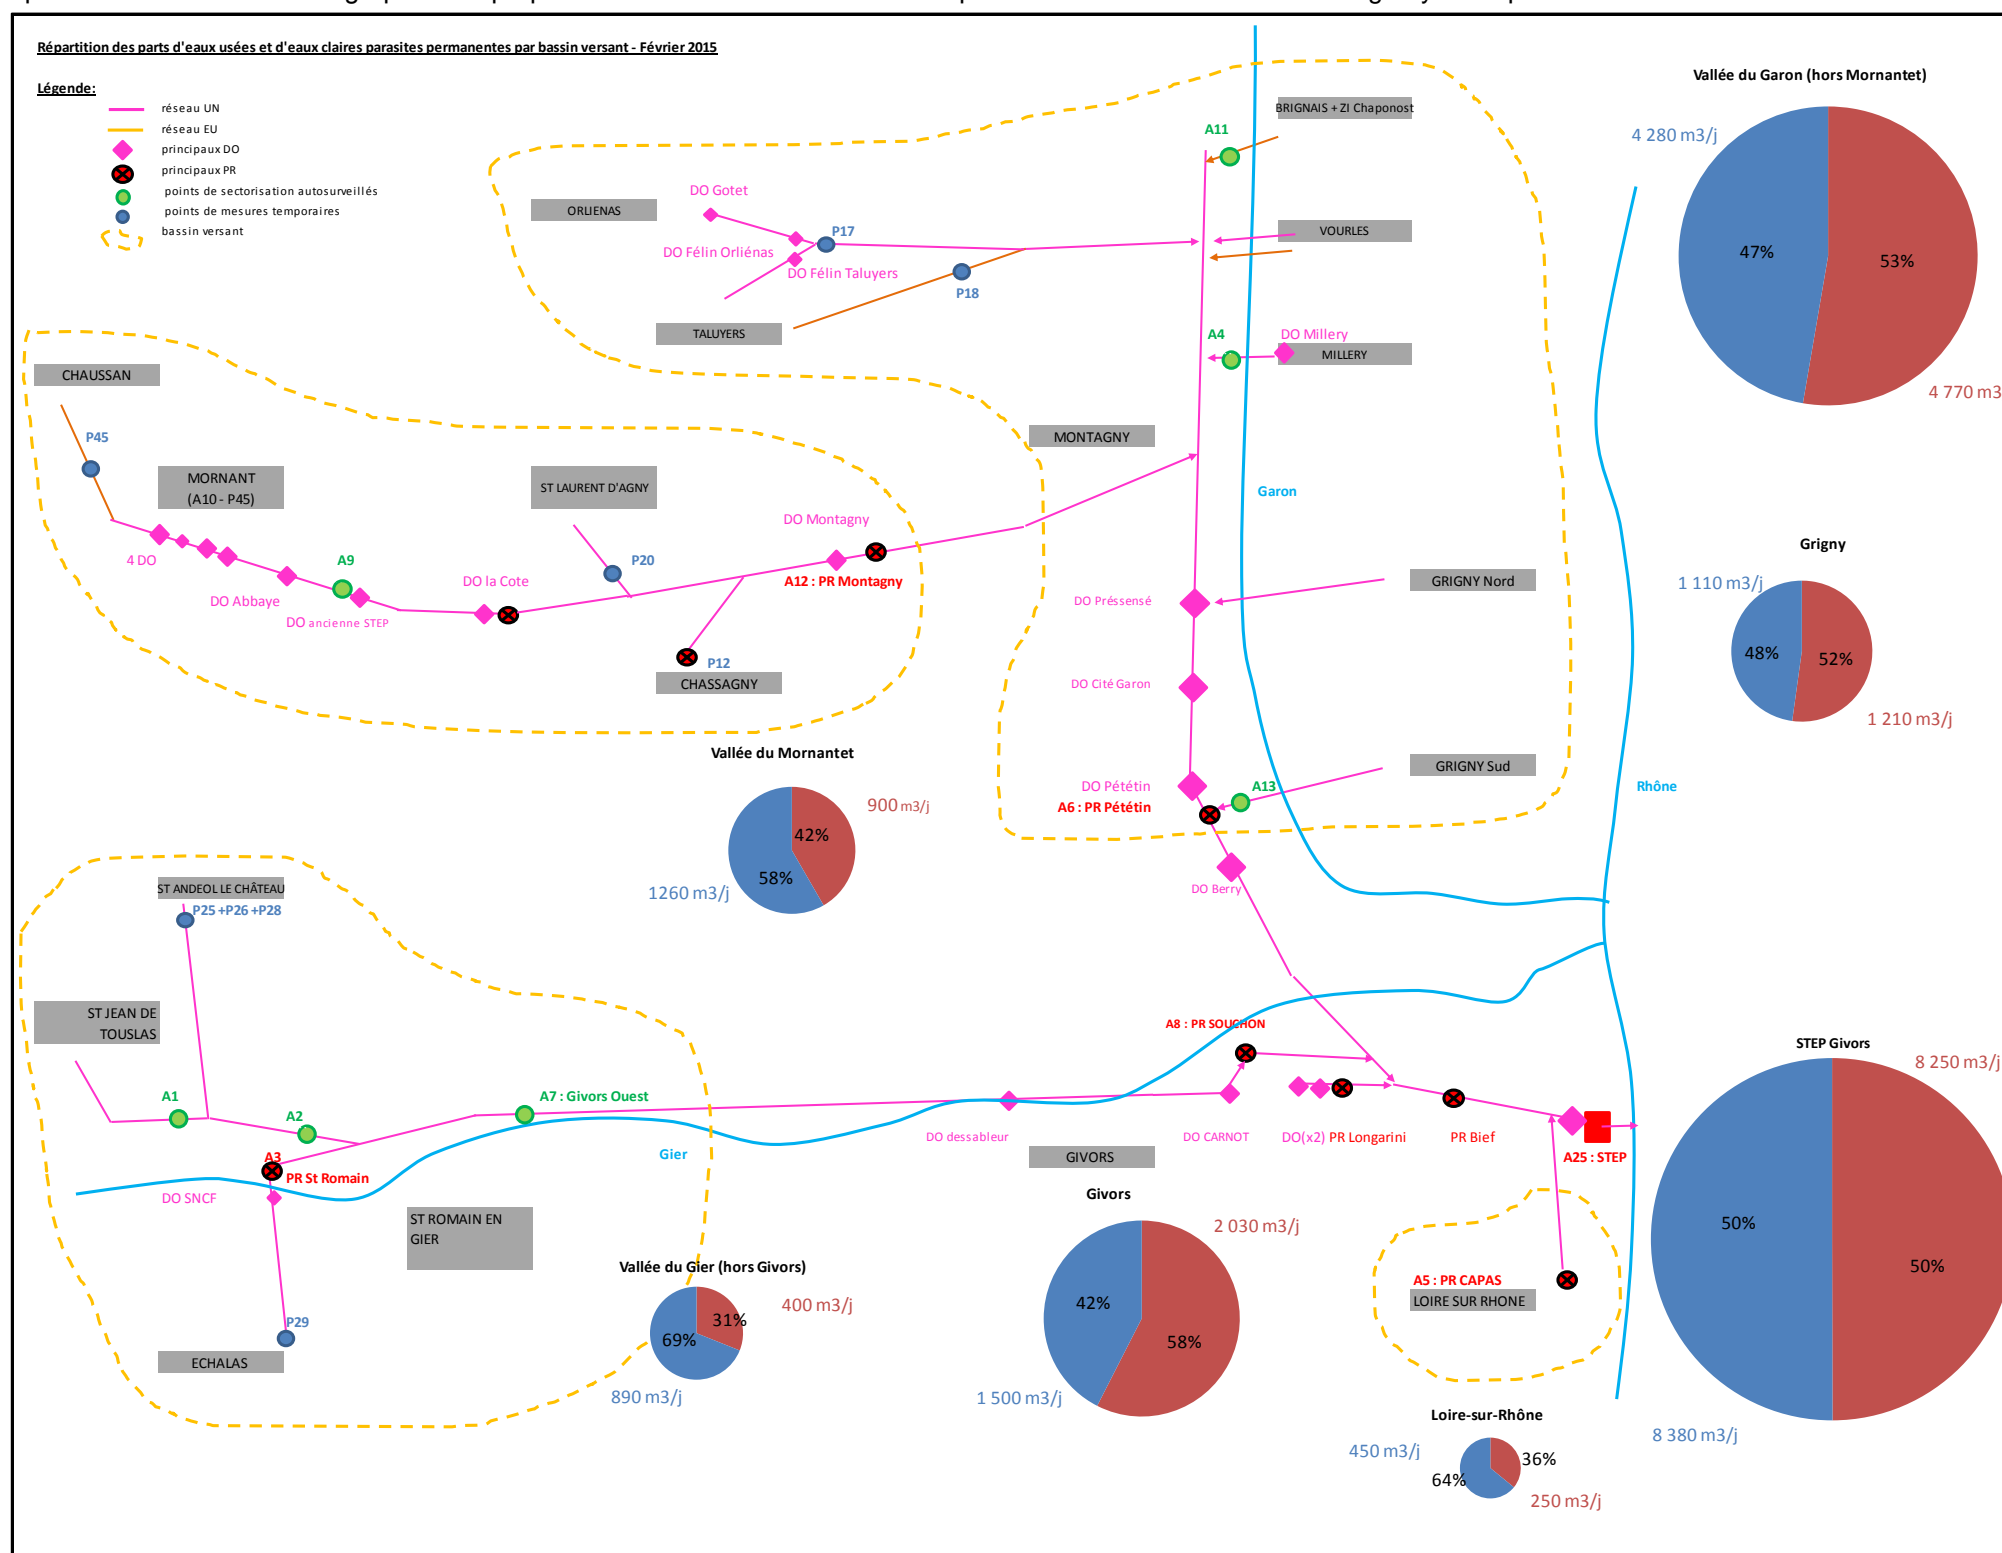 Répartition des parts d'eaux usées et d'eaux claires parasites permanentes par bassin versant - Février 2015
Légende:
réseau UN
réseau EU
principaux DO
principaux PR
points de sectorisation autosurveillés
points de mesures temporaires
bassin versant
Vallée du Garon (hors Mornantet)
4 280 m3/j
47%
53%
4 770 m3
BRIGNAIS + ZI Chaponost
A11
ORLIENAS
DO Gotet
DO Félin Orliénas
P17
DO Félin Taluyers
P18
VOURLES
TALUYERS
A4
DO Millery
MILLERY
CHAUSSAN
P45
MORNANT
(A10 - P45)
ST LAURENT D'AGNY
MONTAGNY
Garon
4 DO
A9
DO Abbaye
DO ancienne STEP
DO la Cote
P20
DO Montagny
A12 : PR Montagny
P12
CHASSAGNY
Grigny
1 110 m3/j
48%
52%
1 210 m3/j
DO Préssensé
GRIGNY Nord
DO Cité Garon
GRIGNY Sud
DO Pététin
A13
A6 : PR Pététin
Rhône
DO Berry
Vallée du Mornantet
900 m3/j
42%
58%
1260 m3/j
ST ANDEOL LE CHÂTEAU
P25 +P26 +P28
ST JEAN DE
TOUSLAS
A1
A2
A7 : Givors Ouest
A3
PR St Romain
DO SNCF
Gier
ST ROMAIN EN
GIER
P29
ECHALAS
A8 : PR SOUCHON
DO dessableur
DO CARNOT
DO(x2) PR Longarini
PR Bief
A25 : STEP
GIVORS
Givors
2 030 m3/j
42%
58%
1 500 m3/j
Vallée du Gier (hors Givors)
400 m3/j
31%
69%
890 m3/j
STEP Givors
8 250 m3/j
50%
50%
8 380 m3/j
A5 : PR CAPAS
LOIRE SUR RHONE
Loire-sur-Rhône
450 m3/j
36%
64%
250 m3/j